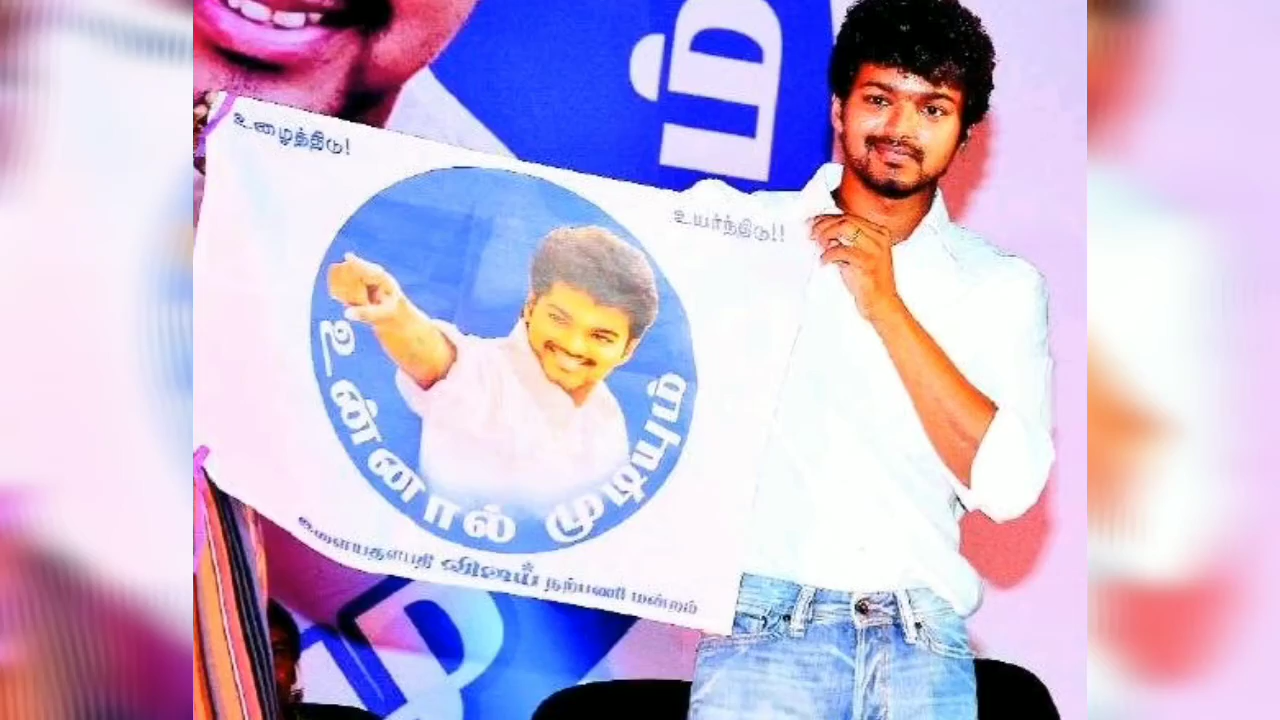 உழைத்திடு!
உயர்ந்திடு!!
உன்னால் முடியும்
இளையதளபதி விஜய் நற்பணி மன்றம்
ம்